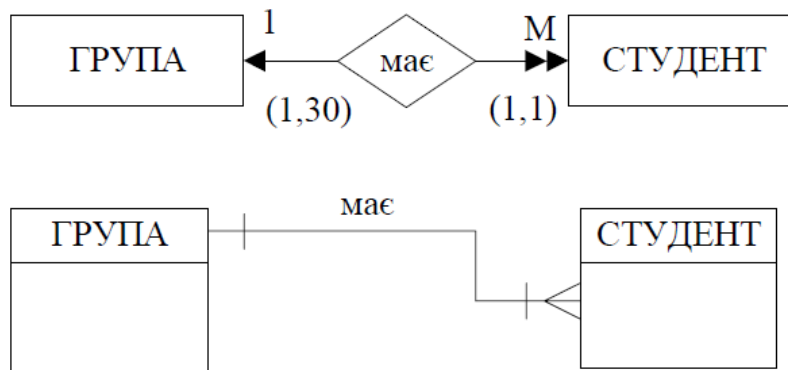 1 М
ГРУПА має СТУДЕНТ
(1,30) (1,1)
має
ГРУПА СТУДЕНТ